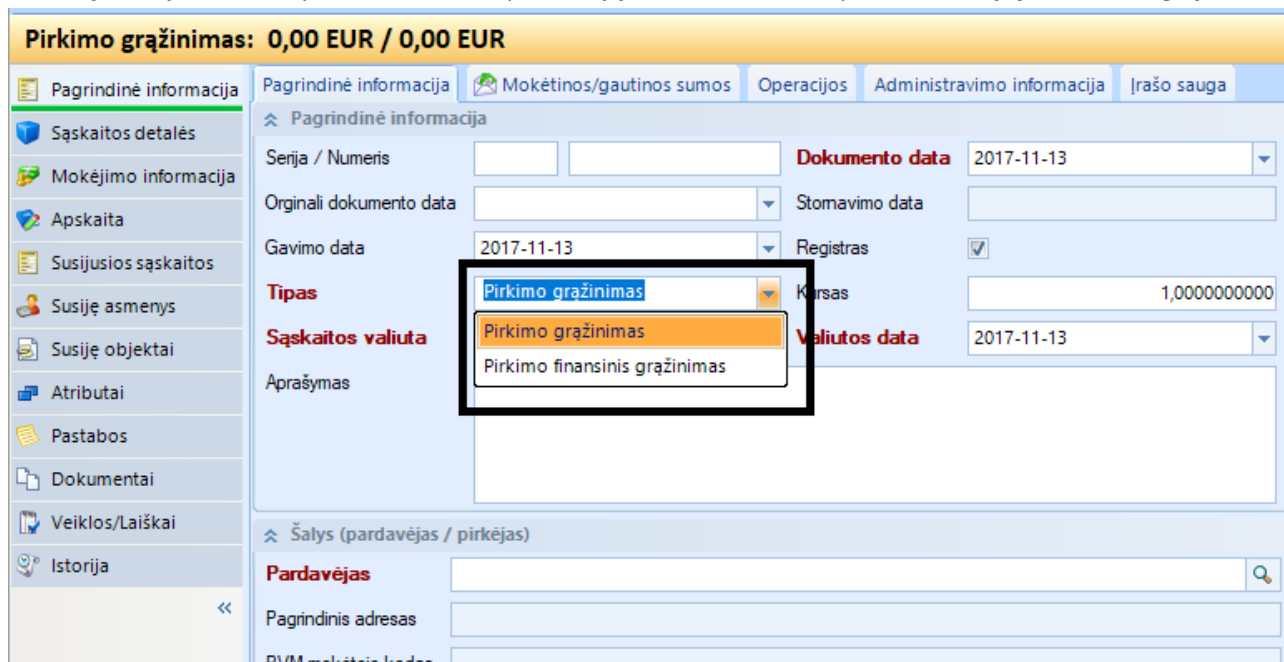 Pirkimo grąžinimas: 0,00 EUR / 0,00 EUR
Pagrindinė informacija
Sąskaitos detalės
Mokėjimo informacija
Apskaita
Susijusios sąskaitos
Susiję asmenys
Susiję objektai
Atributai
Pastabos
Dokumentai
Veiklos/Laiškai
Istorija
«
Pagrindinė informacija Mokėtinos/gautinos sumos Operacijos Administravimo informacija Įrašo sauga
Pagrindinė informacija
Serija / Numeris Dokumento data 2017-11-13
Orginali dokumento data Stornavimo data
Gavimo data 2017-11-13 Registras
Tipas Pirkimo grąžinimas Kursas 1,0000000000
Sąskaitos valiuta Pirkimo grąžinimas Valiutos data 2017-11-13
Pirkimo finansinis grąžinimas
Aprašymas
Šalys (pardavėjas / pirkėjas)
Pardavėjas
Pagrindinis adresas